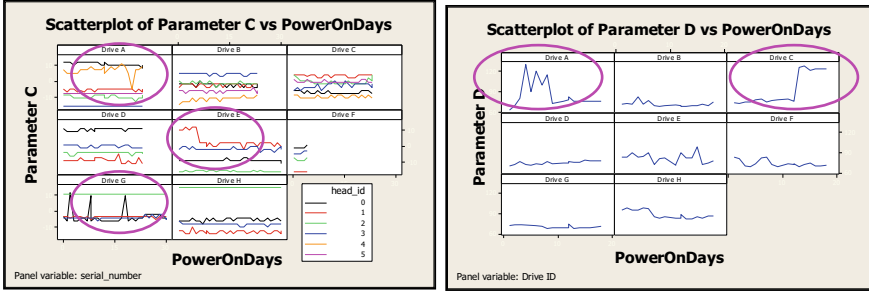 Scatterplot of Parameter C vs PowerOnDays
Drive A
Drive B
Drive C
Drive D
Drive E
Drive F
Drive G
Drive H
Parameter C
head_id
0
1
2
3
4
5
PowerOnDays
Panel variable: serial_number
Scatterplot of Parameter D vs PowerOnDays
Drive A
Drive B
Drive C
Drive D
Drive E
Drive F
Drive G
Drive H
Parameter D
PowerOnDays
Panel variable: Drive ID